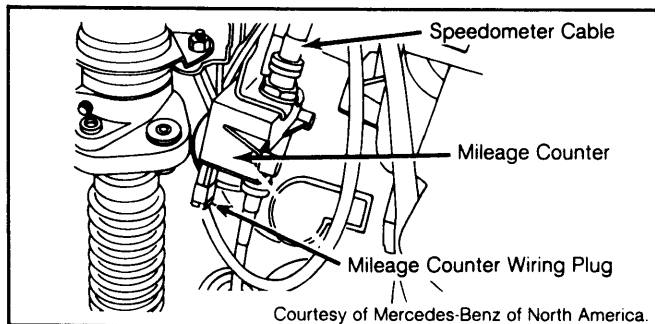 Speedometer Cable
Mileage Counter
Mileage Counter Wiring Plug
Courtesy of Mercedes-Benz of North America.